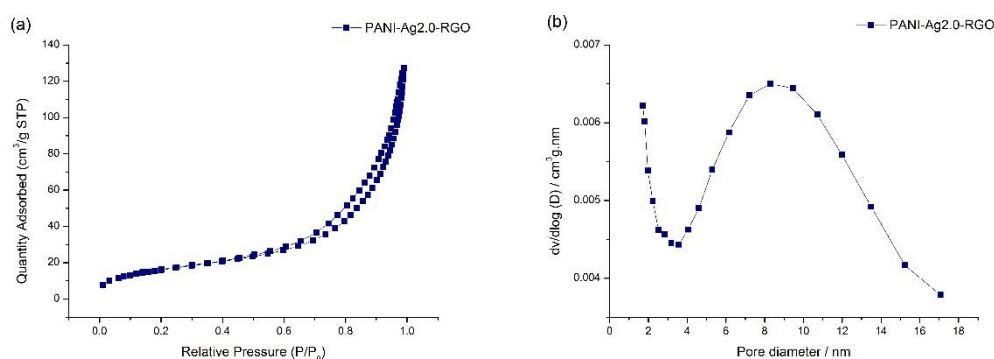 (a)
PANI-Ag2.0-RGO
140
120
100
80
60
40
20
0
Quantity Adsorbed (cm³/g STP)
0.0 0.2 0.4 0.6 0.8 1.0
Relative Pressure (P/P₀)
(b)
PANI-Ag2.0-RGO
0.007
0.006
0.005
0.004
dv/dlog (D) / cm³g.nm
0 2 4 6 8 10 12 14 16 18
Pore diameter / nm